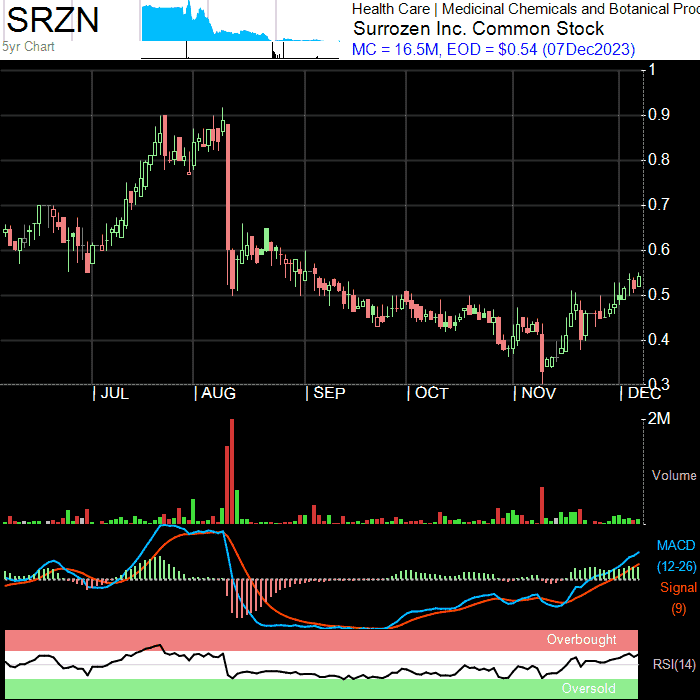 SRZN
5yr Chart
Health Care | Medicinal Chemicals and Botanical Proc
Surrozen Inc. Common Stock
MC = 16.5M, EOD = $0.54 (07Dec2023)
1
0.9
0.8
0.7
0.6
0.5
0.4
0.3
JUL AUG SEP OCT NOV DEC
2M
Volume
MACD
(12-26)
Signal
(9)
Overbought
RSI(14)
Oversold